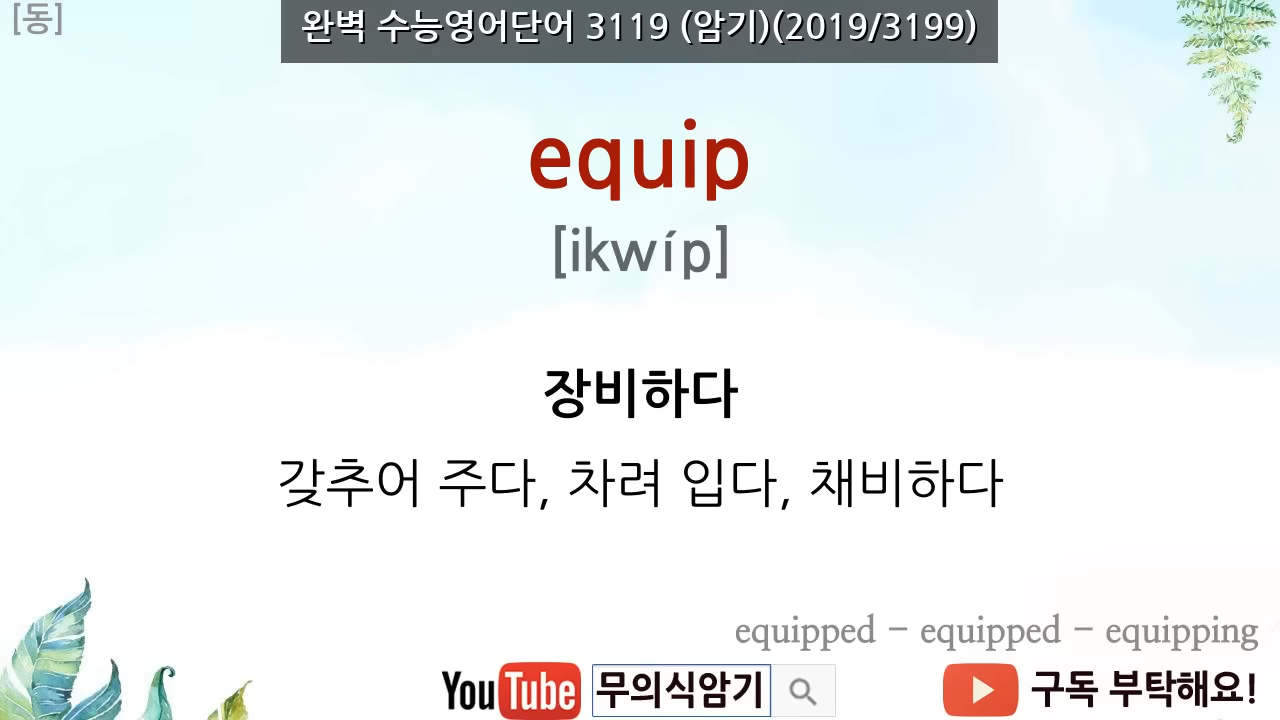 [동]
완벽 수능영어단어 3119 (암기)(2019/3199)
equip
[ikwíp]
장비하다
갖추어 주다, 차려 입다, 채비하다
equipped - equipped - equipping
YouTube 무의식암기 구독 부탁해요!